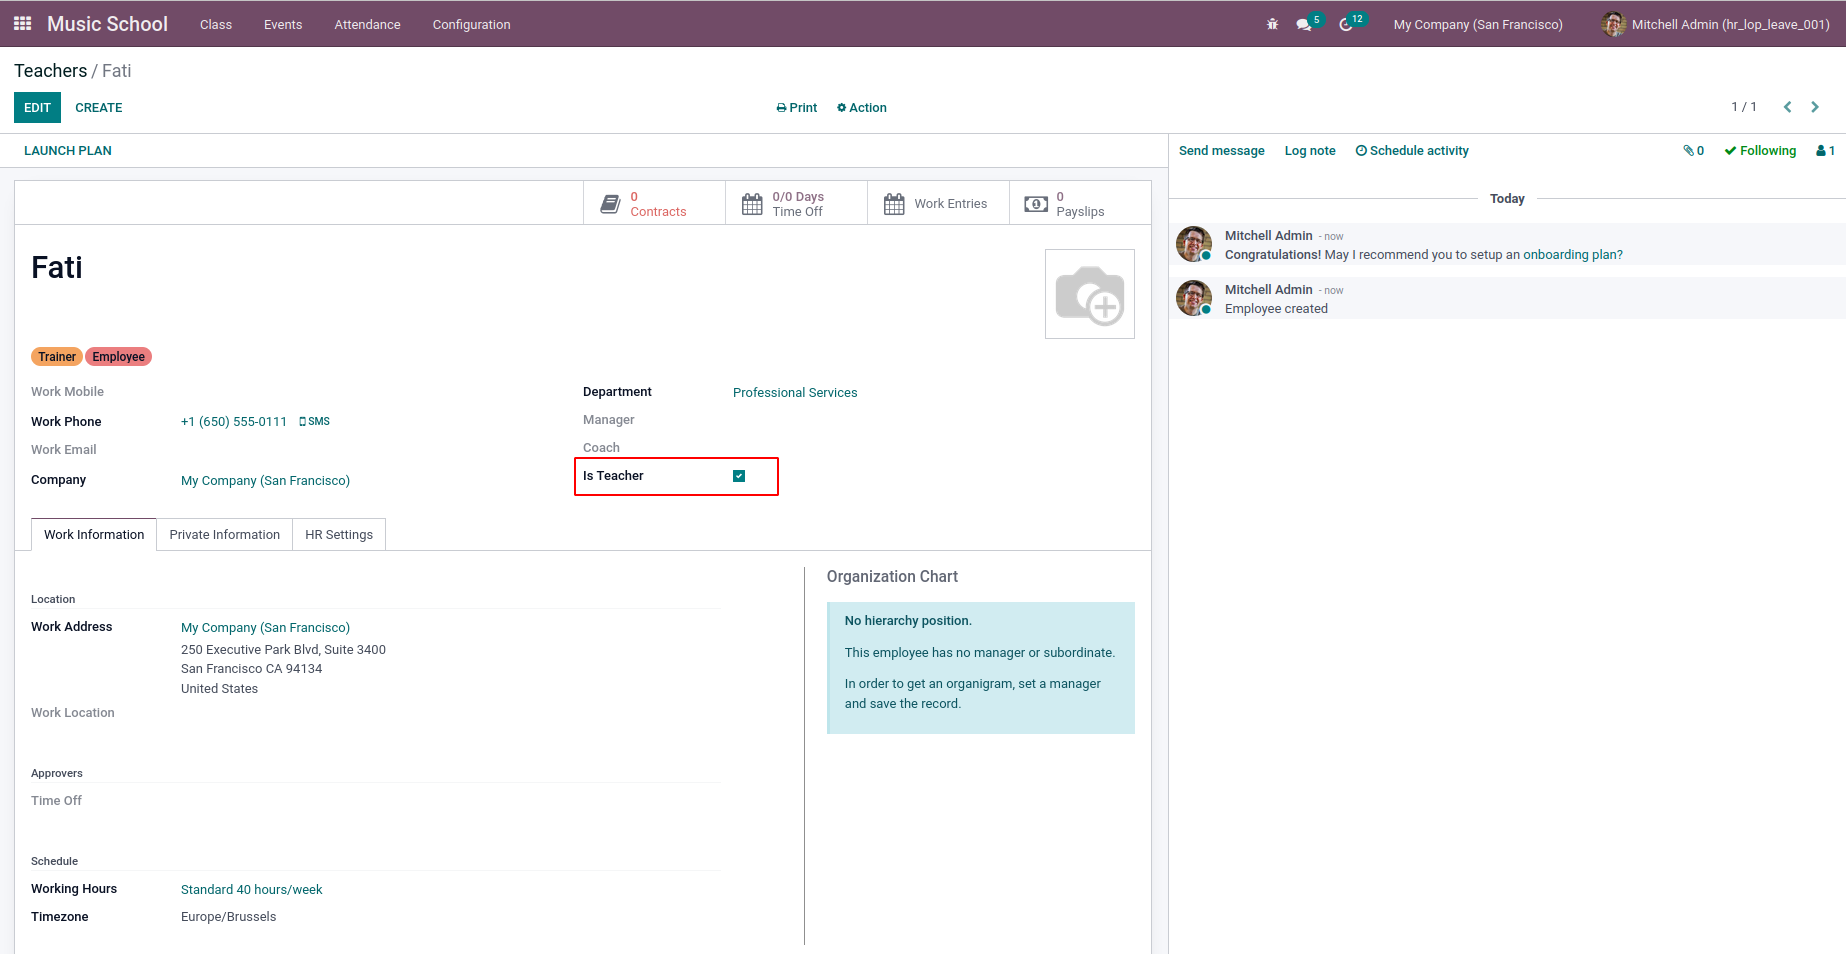 Music School Class Events Attendance Configuration 5 12 My Company (San Francisco) Mitchell Admin (hr_lop_leave_001)
Teachers / Fati
EDIT CREATE Print Action 1 / 1
LAUNCH PLAN
0 Contracts
0/0 Days Time Off
Work Entries
0 Payslips
Fati
Trainer Employee
Work Mobile
Work Phone +1 (650) 555-0111 SMS
Work Email
Company My Company (San Francisco)
Department Professional Services
Manager
Coach
Is Teacher
Work Information Private Information HR Settings
Location
Work Address My Company (San Francisco)
250 Executive Park Blvd, Suite 3400
San Francisco CA 94134
United States
Work Location
Approvers
Time Off
Schedule
Working Hours Standard 40 hours/week
Timezone Europe/Brussels
Organization Chart
No hierarchy position.
This employee has no manager or subordinate.
In order to get an organigram, set a manager
and save the record.
Send message Log note Schedule activity 0 Following 1
Today
Mitchell Admin - now
Congratulations! May I recommend you to setup an onboarding plan?
Mitchell Admin - now
Employee created